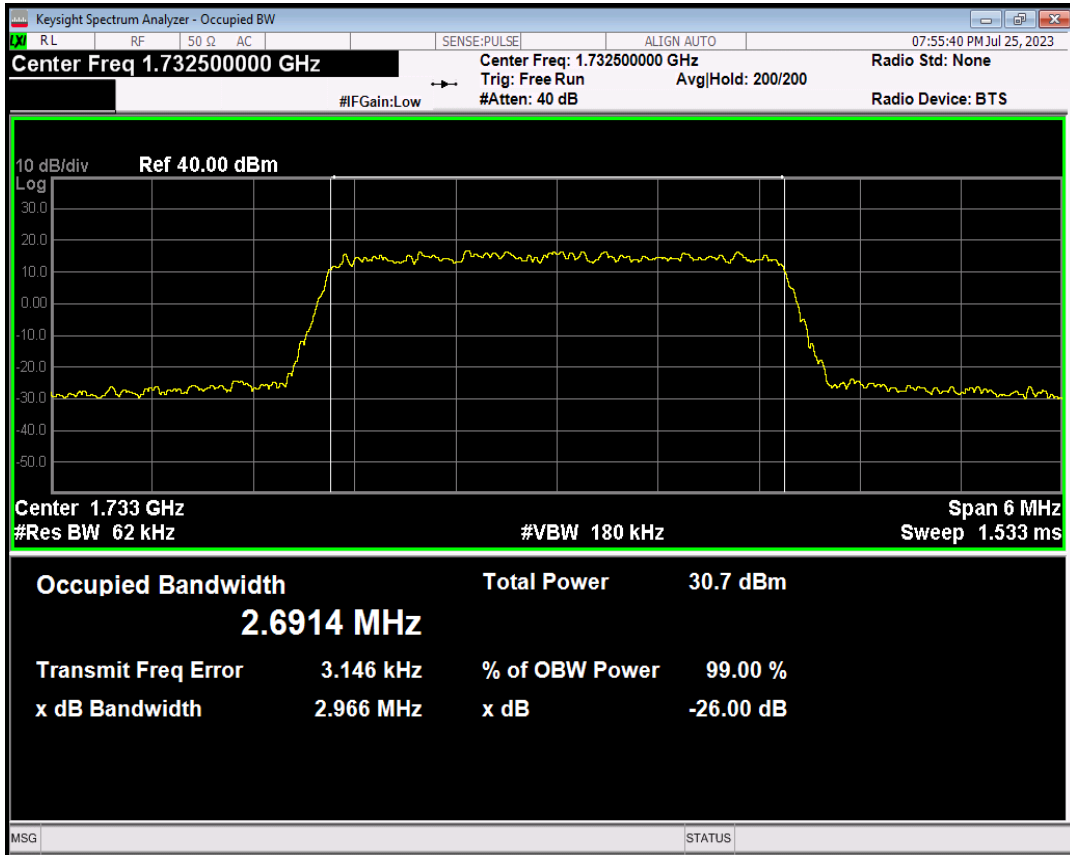 Keysight Spectrum Analyzer - Occupied BW
LXI RL RF 50 Ω AC SENSE:PULSE ALIGN AUTO 07:55:40 PM Jul 25, 2023
Center Freq 1.732500000 GHz Center Freq: 1.732500000 GHz Radio Std: None
Trig: Free Run Avg|Hold: 200/200
#IFGain:Low #Atten: 40 dB Radio Device: BTS
10 dB/div Ref 40.00 dBm
Log
30.0
20.0
10.0
0.00
-10.0
-20.0
-30.0
-40.0
-50.0
Center 1.733 GHz Span 6 MHz
#Res BW 62 kHz #VBW 180 kHz Sweep 1.533 ms
Occupied Bandwidth Total Power 30.7 dBm
2.6914 MHz
Transmit Freq Error 3.146 kHz % of OBW Power 99.00 %
x dB Bandwidth 2.966 MHz x dB -26.00 dB
MSG STATUS